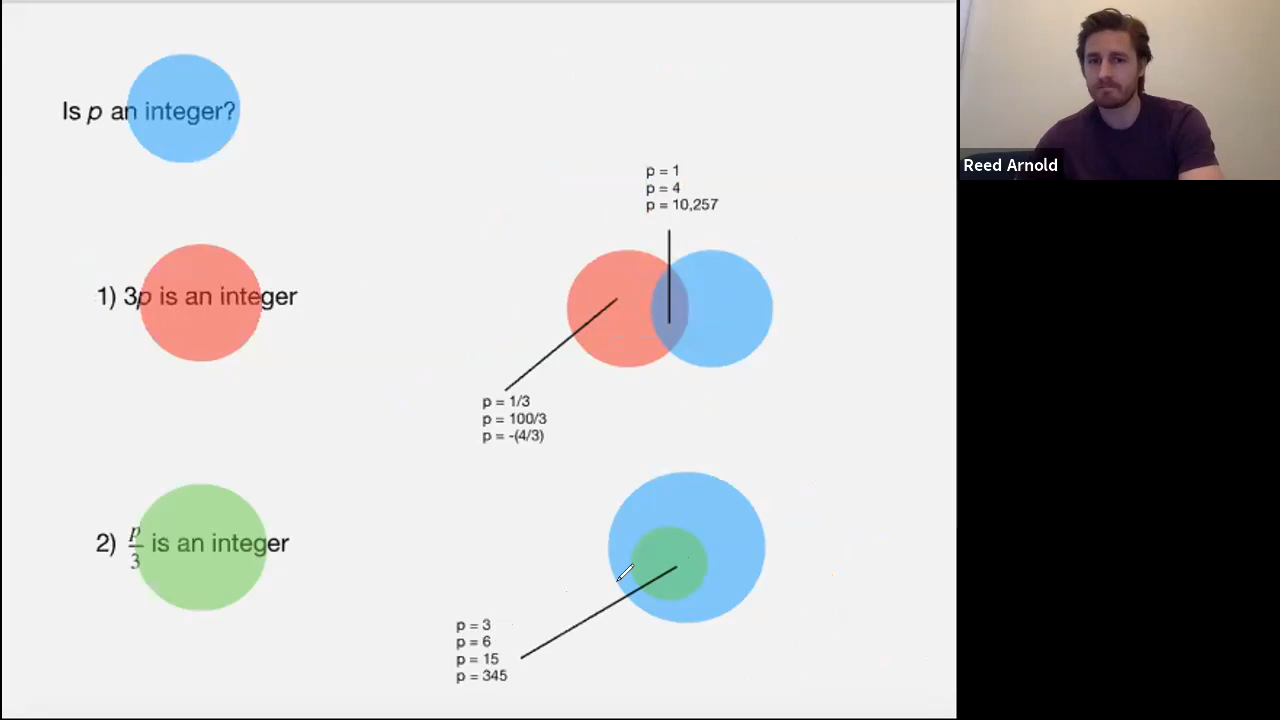 Is p an integer?
Reed Arnold
p = 1
p = 4
p = 10,257
1) 3p is an integer
p = 1/3
p = 100/3
p = -(4/3)
2) p/3 is an integer
p = 3
p = 6
p = 15
p = 345